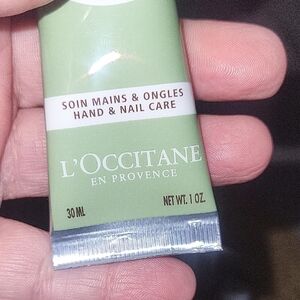 SOIN MAINS & ONGLES
HAND & NAIL CARE
L'OCCITANE
EN PROVENCE
30 ML NET WT. 1 OZ.